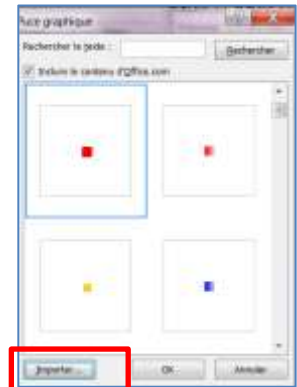 Puce graphique
Rechercher le texte :
Rechercher
Inclure le contenu d'Office.com
Importer...
OK
Annuler